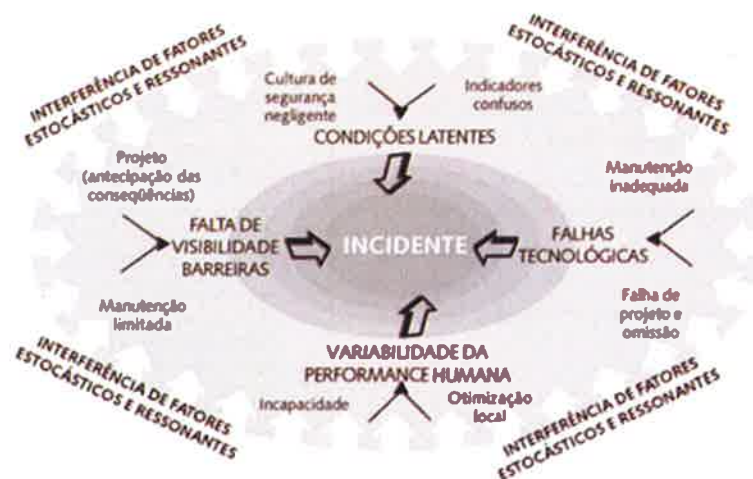 INTERFERÊNCIA DE FATORES
ESTOCÁSTICOS E RESSONANTES
INTERFERÊNCIA DE FATORES
ESTOCÁSTICOS E RESSONANTES
Cultura de
segurança
negligente
Indicadores
confusos
CONDIÇÕES LATENTES
Projeto
(antecipação das
conseqüências)
Manutenção
inadequada
FALTA DE
VISIBILIDADE
BARREIRAS
INCIDENTE
FALHAS
TECNOLÓGICAS
Manutenção
limitada
Falha de
projeto e
omissão
VARIABILIDADE DA
PERFORMANCE HUMANA
Incapacidade
Otimização
local
INTERFERÊNCIA DE FATORES
ESTOCÁSTICOS E RESSONANTES
INTERFERÊNCIA DE FATORES
ESTOCÁSTICOS E RESSONANTES